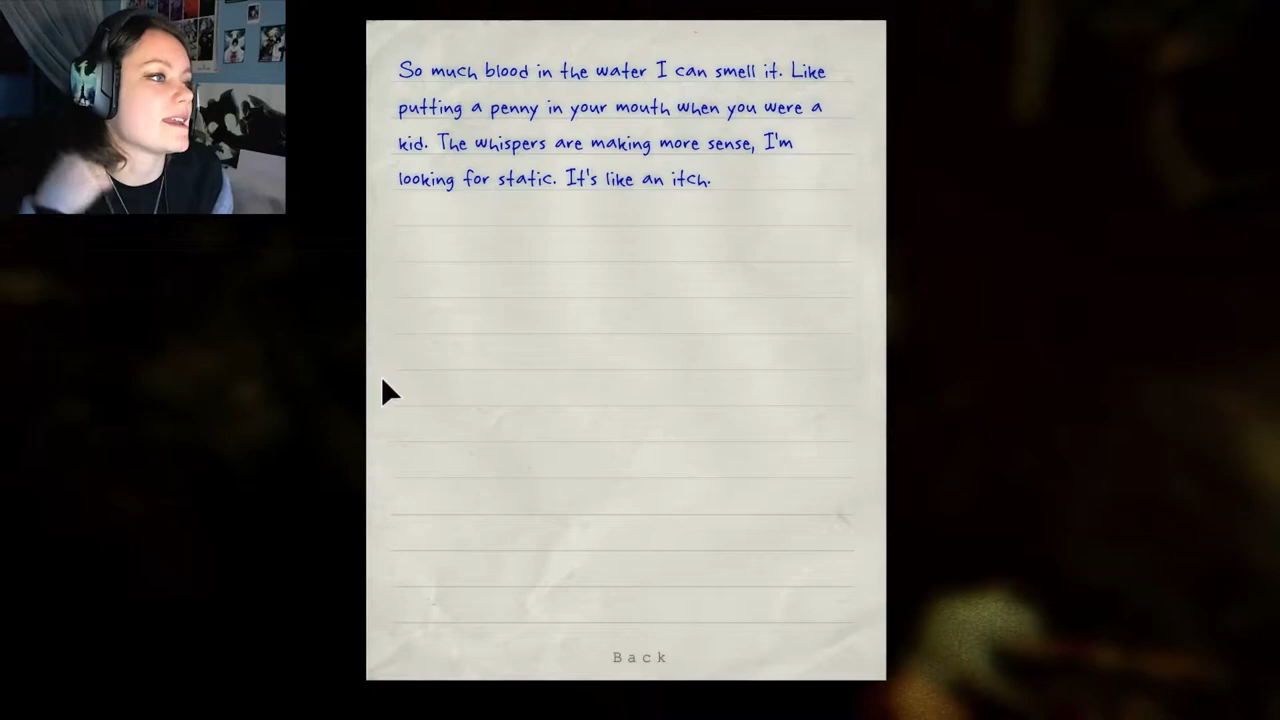 So much blood in the water I can smell it. Like
putting a penny in your mouth when you were a
kid. The whispers are making more sense, I'm
looking for static. It's like an itch.
Back